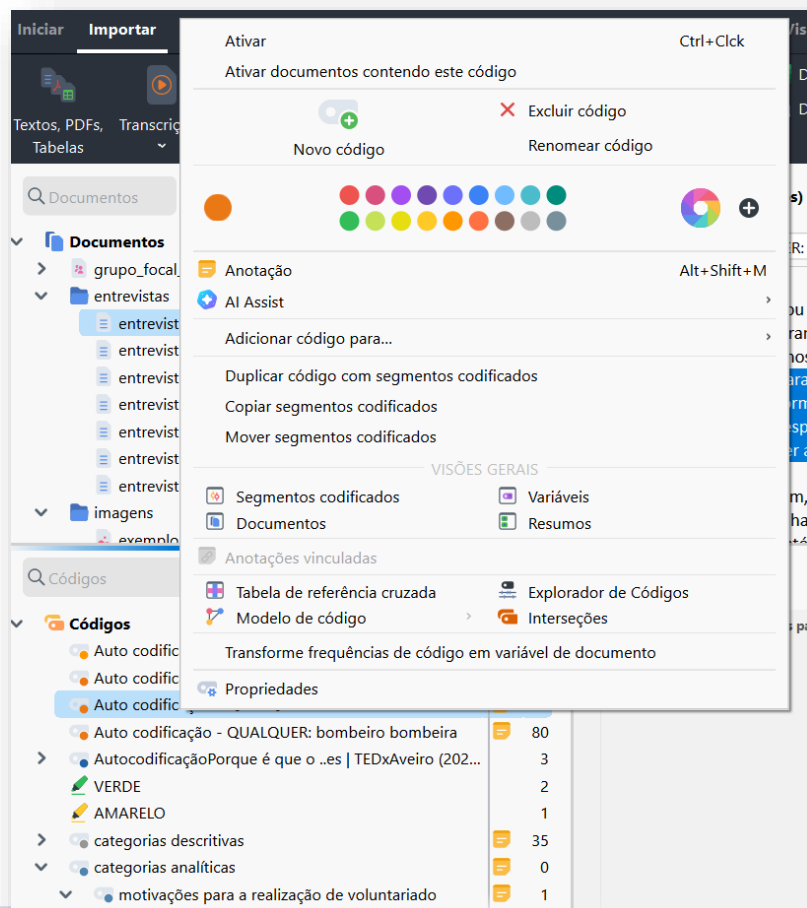 Iniciar Importar
Textos, PDFs,
Tabelas
Documentos
Documentos
grupo_focal_
entrevistas
entrevist
entrevist
entrevist
entrevist
entrevist
entrevist
entrevist
imagens
exemplo
Ativar Ctrl+Clck
Ativar documentos contendo este código
Novo código
Excluir código
Renomear código
Anotação Alt+Shift+M
AI Assist
Adicionar código para...
Duplicar código com segmentos codificados
Copiar segmentos codificados
Mover segmentos codificados
VISÕES GERAIS
Segmentos codificados Variáveis
Documentos Resumos
Anotações vinculadas
Tabela de referência cruzada Explorador de Códigos
Modelo de código Interseções
Transforme frequências de código em variável de documento
Propriedades
Códigos
Códigos
Auto codific
Auto codific
Auto codific
Auto codificação - QUALQUER: bombeiro bombeira 80
AutocodificaçãoPorque é que o ..es | TEDxAveiro (202... 3
VERDE 2
AMARELO 1
categorias descritivas 35
categorias analíticas 0
motivações para a realização de voluntariado 1